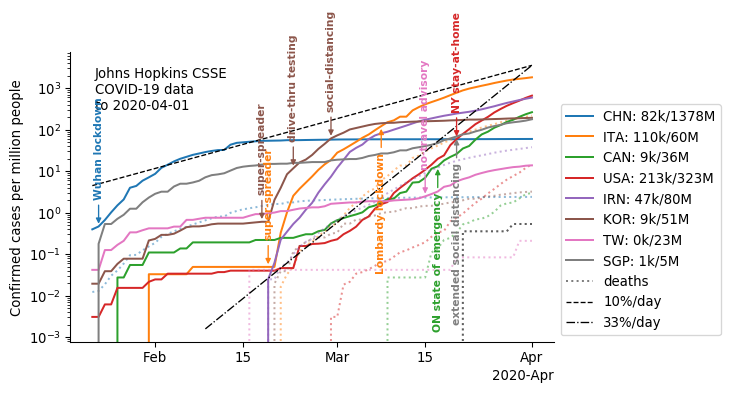 Johns Hopkins CSSE
COVID-19 data
to 2020-04-01
Confirmed cases per million people
10³
10²
10¹
10⁰
10⁻¹
10⁻²
10⁻³
Wuhan lockdown
super-spreader
super-spreader
drive-thru testing
social-distancing
Lombardy lockdown
no-travel advisory
ON state of emergency
NY stay-at-home
extended social distancing
Feb
15
Mar
15
Apr
2020-Apr
CHN: 82k/1378M
ITA: 110k/60M
CAN: 9k/36M
USA: 213k/323M
IRN: 47k/80M
KOR: 9k/51M
TW: 0k/23M
SGP: 1k/5M
deaths
10%/day
33%/day